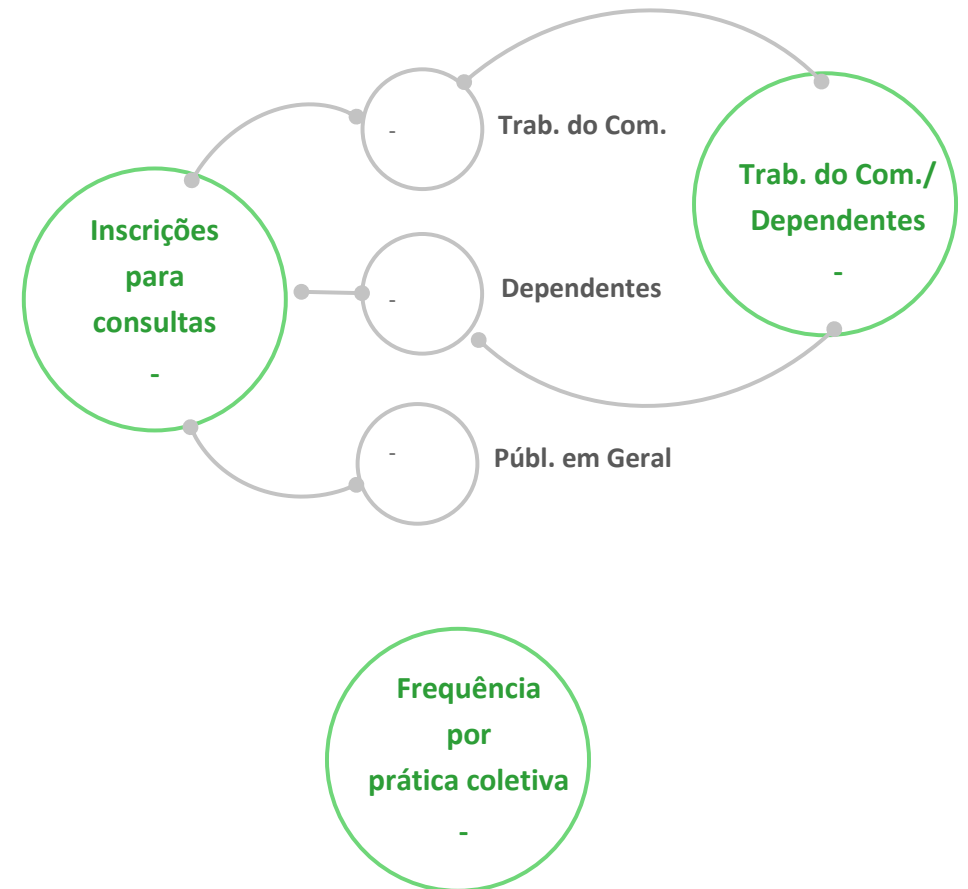 Inscrições
para
consultas
-
-
Trab. do Com.
-
Dependentes
-
Públ. em Geral
Trab. do Com./
Dependentes
-
Frequência
por
prática coletiva
-